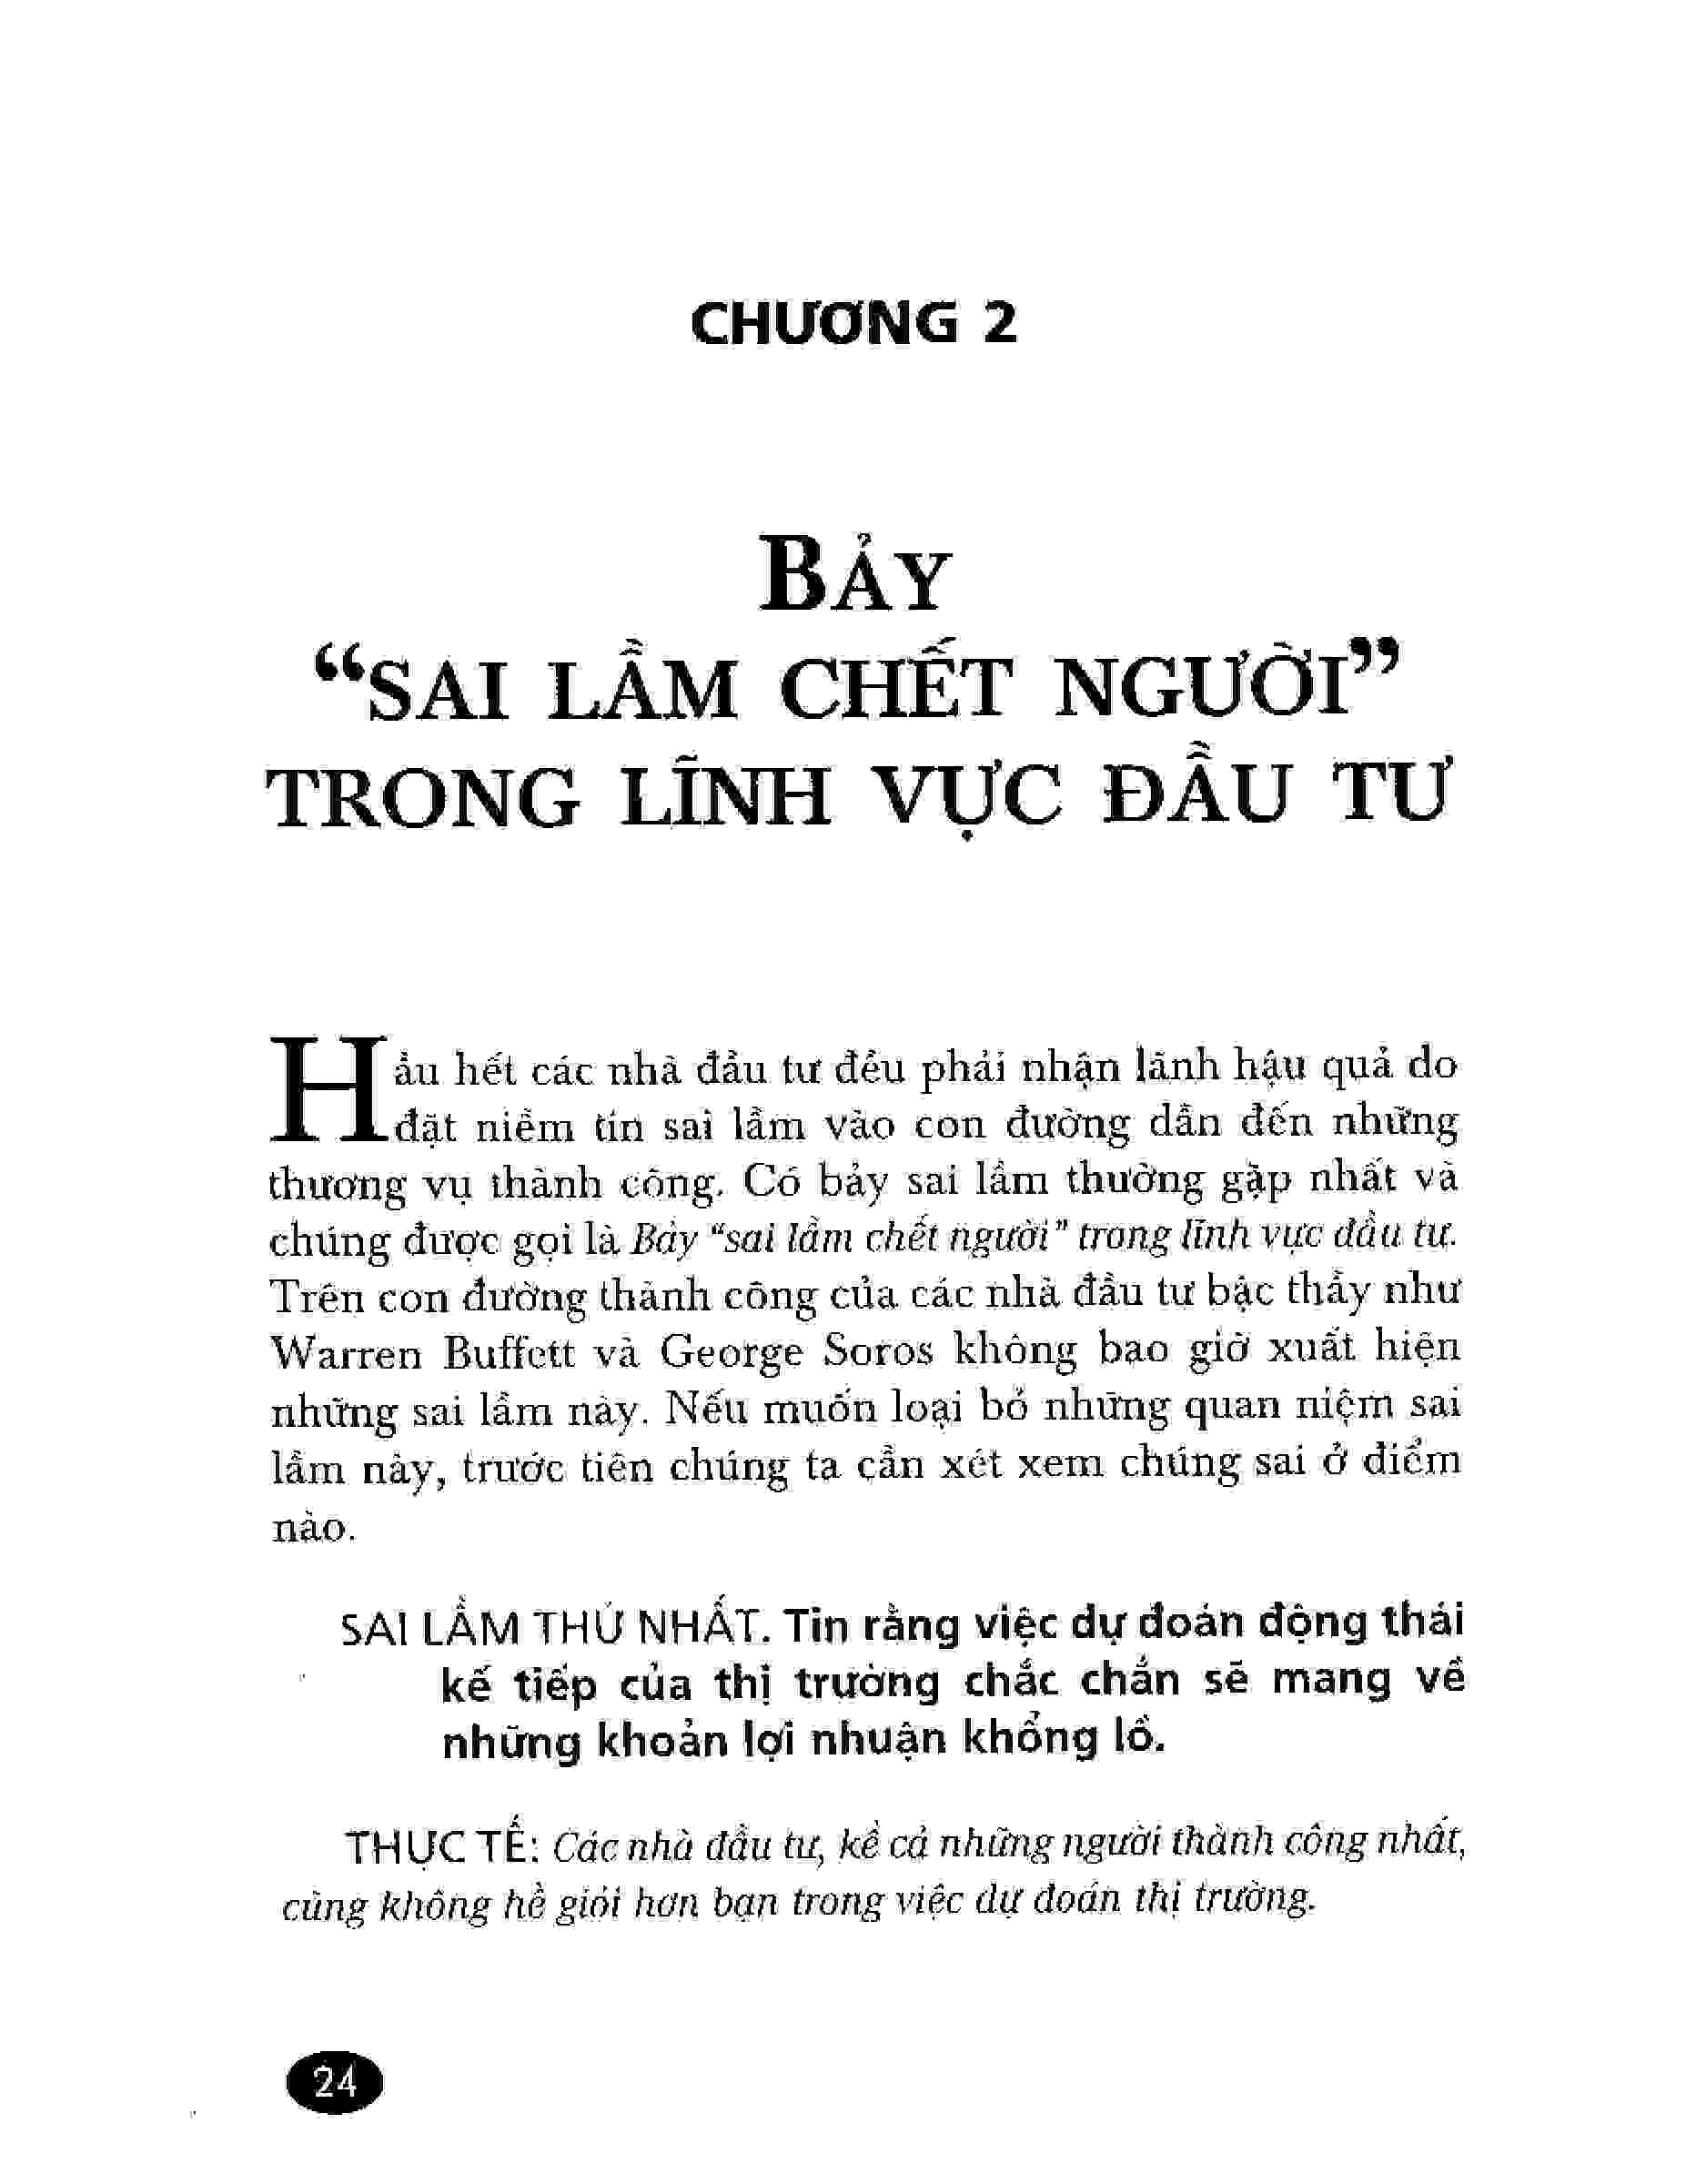 CHƯƠNG 2
BẢY
“SAI LẦM CHẾT NGƯỜI”
TRONG LĨNH VỰC ĐẦU TƯ
Hầu hết các nhà đầu tư đều phải nhận lãnh hậu quả do
đặt niềm tin sai lầm vào con đường dẫn đến những
thương vụ thành công. Có bảy sai lầm thường gặp nhất và
chúng được gọi là Bảy “sai lầm chết người” trong lĩnh vực đầu tư.
Trên con đường thành công của các nhà đầu tư bậc thầy như
Warren Buffett và George Soros không bao giờ xuất hiện
những sai lầm này. Nếu muốn loại bỏ những quan niệm sai
lầm này, trước tiên chúng ta cần xét xem chúng sai ở điểm
nào.
SAI LẦM THỨ NHẤT. Tin rằng việc dự đoán động thái
kế tiếp của thị trường chắc chắn sẽ mang về
những khoản lợi nhuận khổng lồ.
THỰC TẾ: Các nhà đầu tư, kể cả những người thành công nhất,
cũng không hề giỏi hơn bạn trong việc dự đoán thị trường.
24